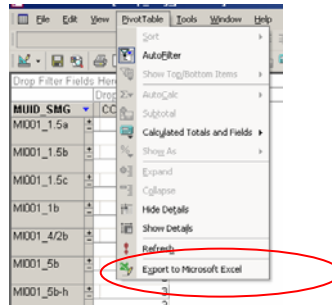 File Edit View PivotTable Tools Window Help
Sort
AutoFilter
Show Top/Bottom Items
AutoCalc
Subtotal
Calculated Totals and Fields
Show As
Expand
Collapse
Hide Details
Show Details
Refresh
Export to Microsoft Excel
Drop Filter Fields Here
Drop
MUID_SMG
MI001_1.5a
MI001_1.5b
MI001_1.5c
MI001_1b
MI001_4/2b
MI001_5b
MI001_5b-h